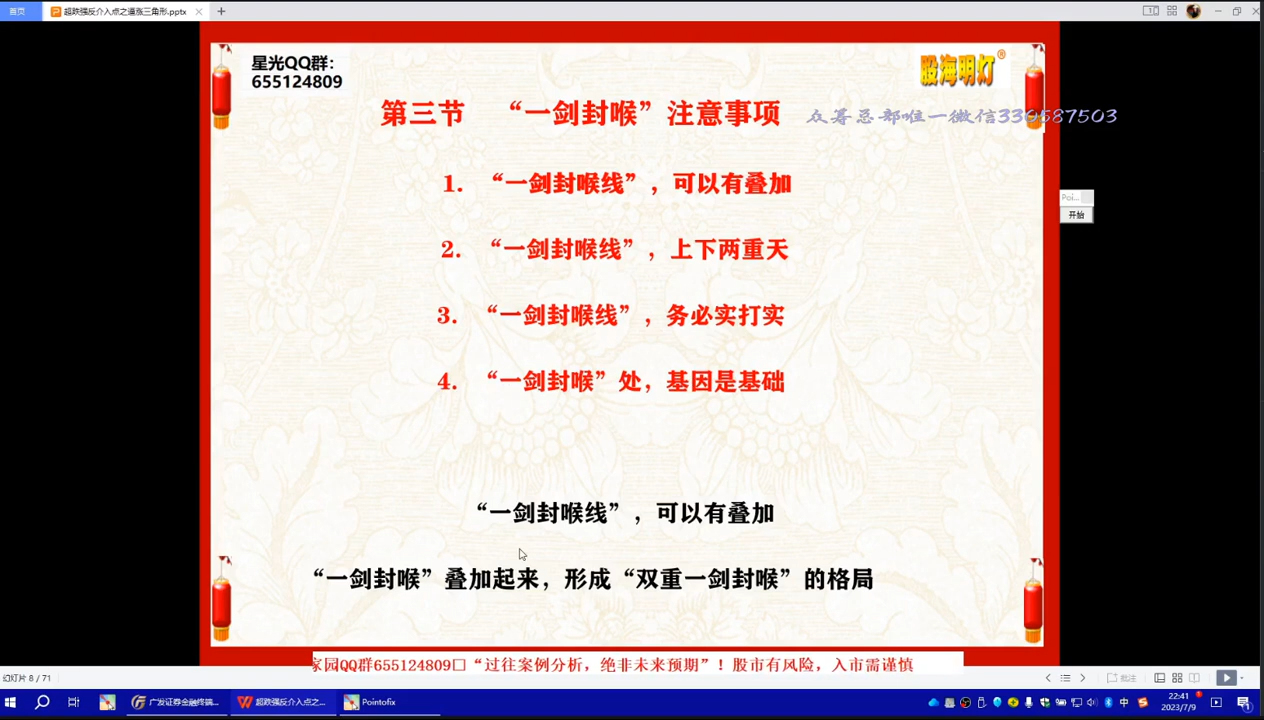 首页
超跌强反介入点之逼涨三角形.pptx
星光QQ群:
655124809
股海明灯®
第三节 “一剑封喉”注意事项
众筹总部唯一微信330587503
1. “一剑封喉线”，可以有叠加
Poi...
开始
2. “一剑封喉线”，上下两重天
3. “一剑封喉线”，务必实打实
4. “一剑封喉”处，基因是基础
“一剑封喉线”，可以有叠加
“一剑封喉”叠加起来，形成“双重一剑封喉”的格局
家园QQ群655124809□“过往案例分析，绝非未来预期”！股市有风险，入市需谨慎
幻灯片 8 / 71
批注
广发证券金融终端...
超跌强反介入点之...
Pointofix
中
22:41
2023/7/9